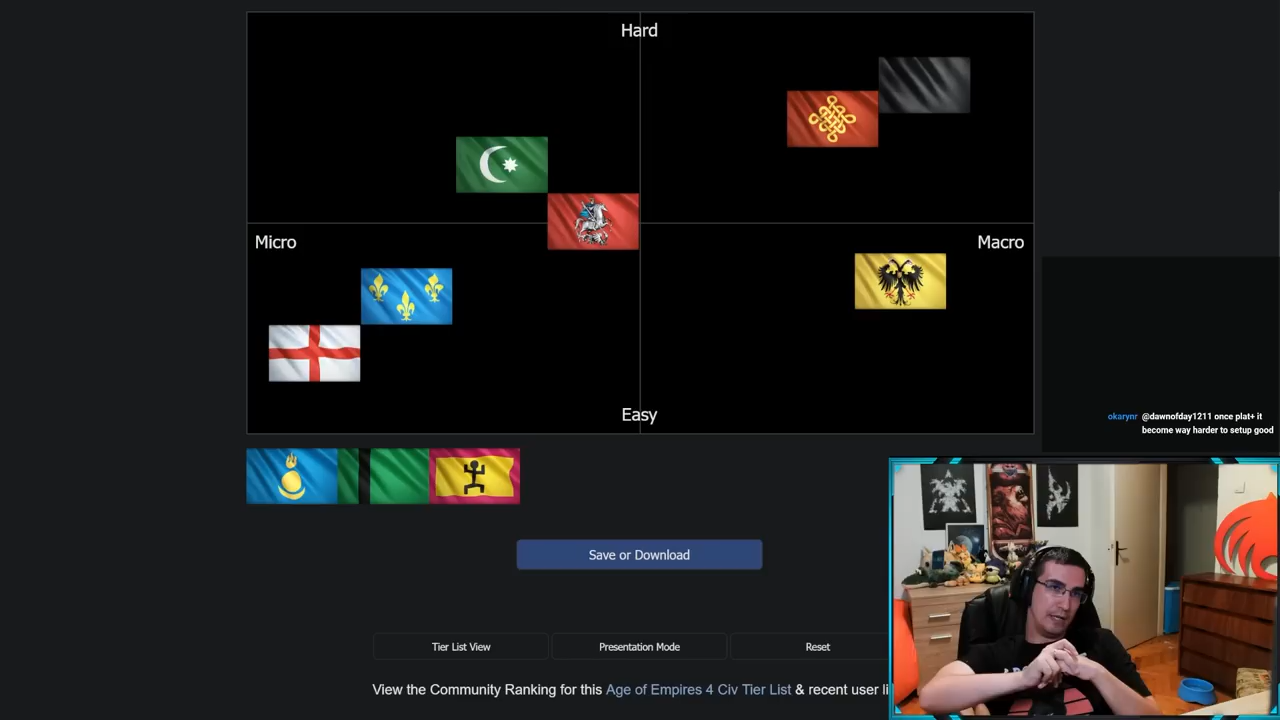 Hard
Micro
Macro
Easy
okarynr @dawnofday1211 once plat+ it
become way harder to setup good
Save or Download
Tier List View
Presentation Mode
Reset
View the Community Ranking for this Age of Empires 4 Civ Tier List & recent user li